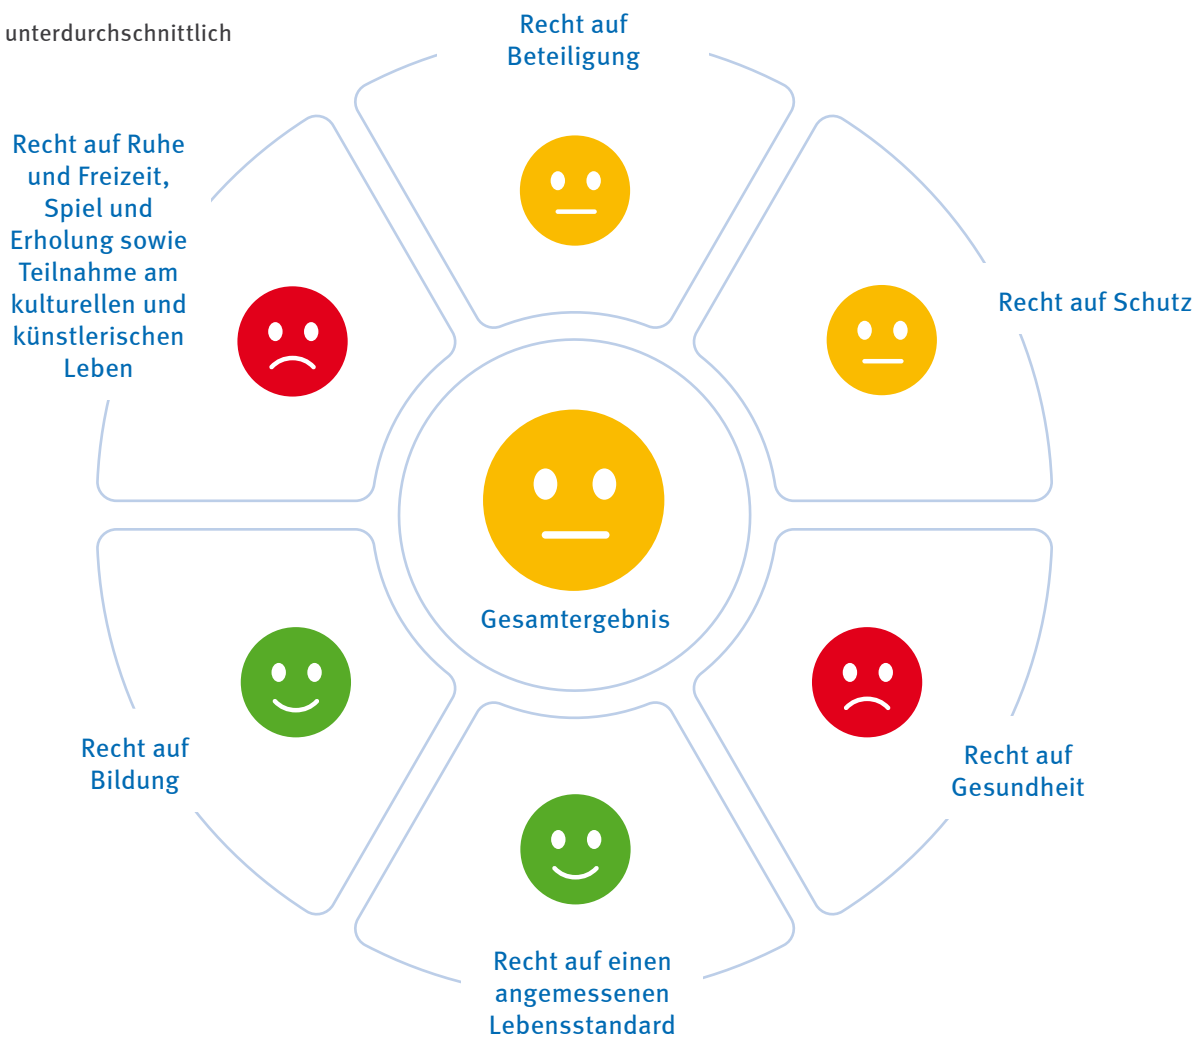 unterdurchschnittlich
Recht auf
Beteiligung
Recht auf Ruhe
und Freizeit,
Spiel und
Erholung sowie
Teilnahme am
kulturellen und
künstlerischen
Leben
Recht auf Schutz
Gesamtergebnis
Recht auf
Bildung
Recht auf
Gesundheit
Recht auf einen
angemessenen
Lebensstandard